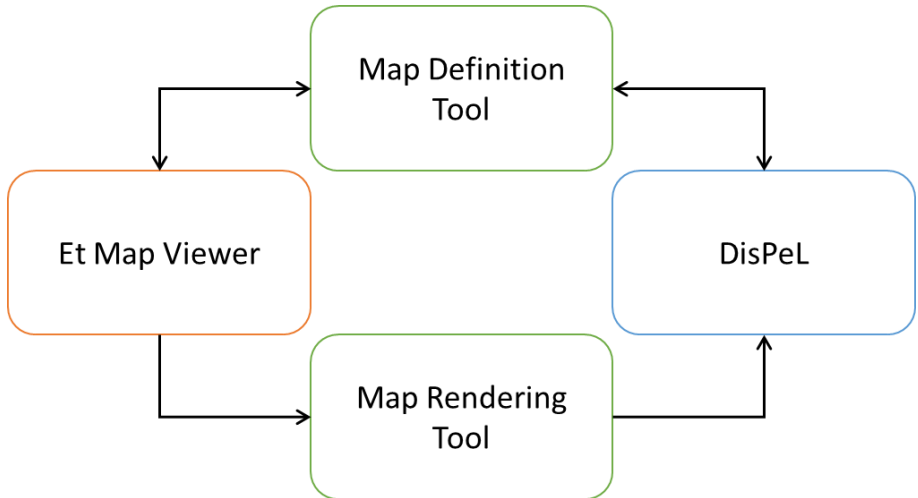 Map Definition
Tool
Et Map Viewer
DisPeL
Map Rendering
Tool